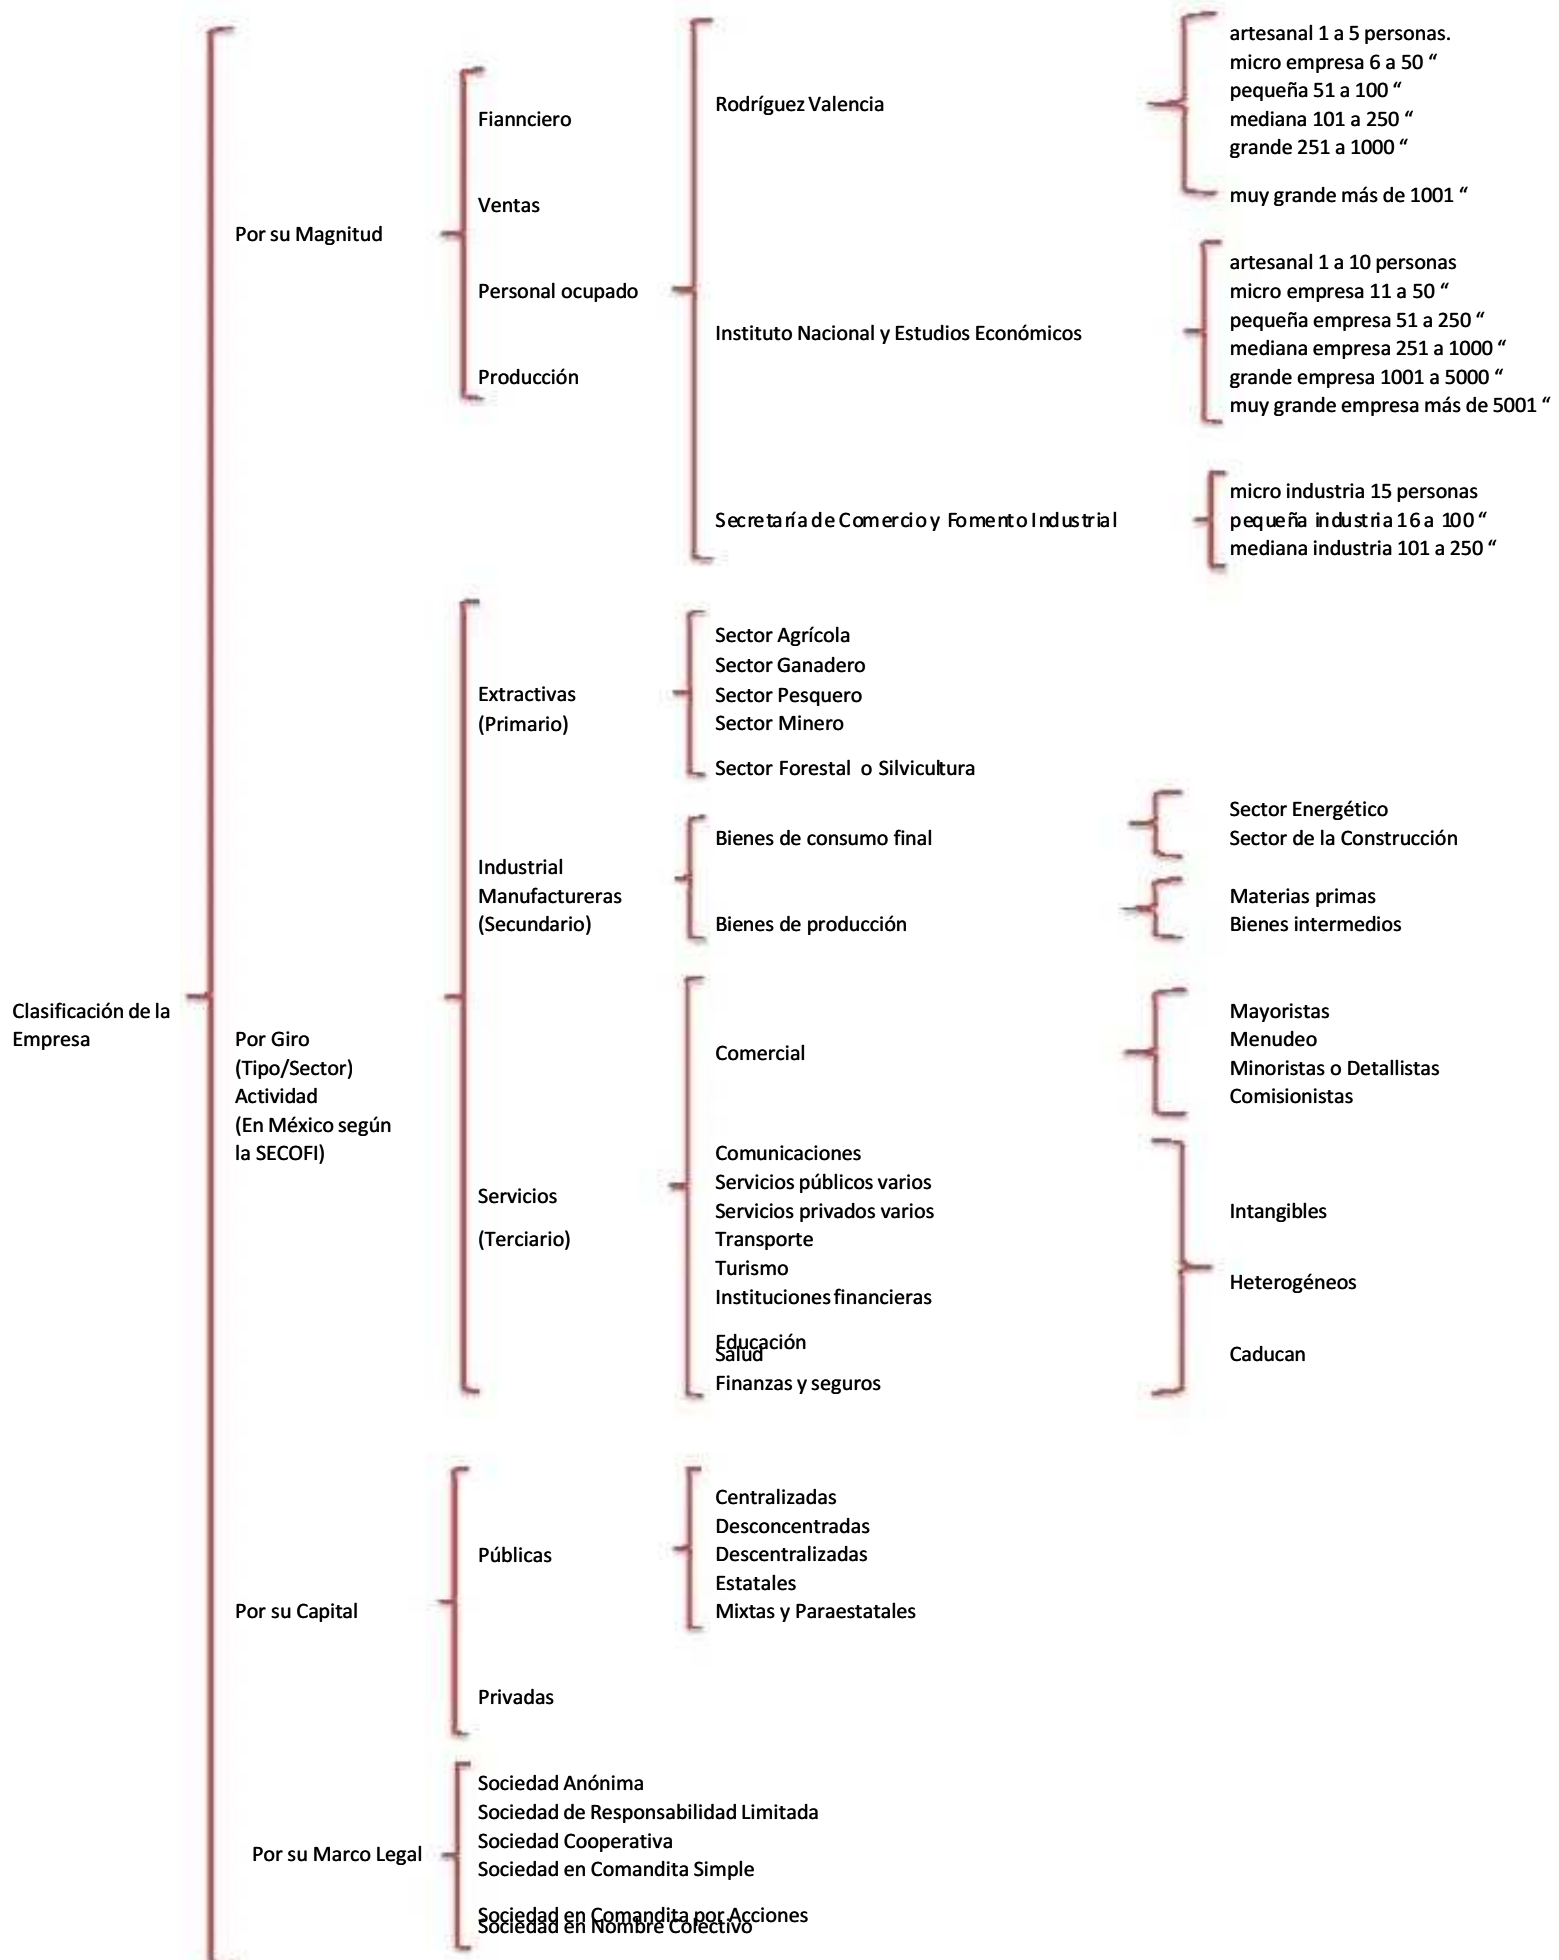 Clasificación de la
Empresa
Por su Magnitud
Fiannciero
Ventas
Personal ocupado
Producción
Rodríguez Valencia
artesanal 1 a 5 personas.
micro empresa 6 a 50 “
pequeña 51 a 100 “
mediana 101 a 250 “
grande 251 a 1000 “
muy grande más de 1001 “
Instituto Nacional y Estudios Económicos
artesanal 1 a 10 personas
micro empresa 11 a 50 “
pequeña empresa 51 a 250 “
mediana empresa 251 a 1000 “
grande empresa 1001 a 5000 “
muy grande empresa más de 5001 “
Secretaría de Comercio y Fomento Industrial
micro industria 15 personas
pequeña industria 16 a 100 “
mediana industria 101 a 250 “
Por Giro
(Tipo/Sector)
Actividad
(En México según
la SECOFI)
Extractivas
(Primario)
Sector Agrícola
Sector Ganadero
Sector Pesquero
Sector Minero
Sector Forestal o Silvicultura
Industrial
Manufactureras
(Secundario)
Bienes de consumo final
Sector Energético
Sector de la Construcción
Bienes de producción
Materias primas
Bienes intermedios
Servicios
(Terciario)
Comercial
Mayoristas
Menudeo
Minoristas o Detallistas
Comisionistas
Comunicaciones
Servicios públicos varios
Servicios privados varios
Transporte
Turismo
Instituciones financieras
Educación
Salud
Finanzas y seguros
Intangibles
Heterogéneos
Caducan
Por su Capital
Públicas
Centralizadas
Desconcentradas
Descentralizadas
Estatales
Mixtas y Paraestatales
Privadas
Por su Marco Legal
Sociedad Anónima
Sociedad de Responsabilidad Limitada
Sociedad Cooperativa
Sociedad en Comandita Simple
Sociedad en Comandita por Acciones
Sociedad en Nombre Colectivo